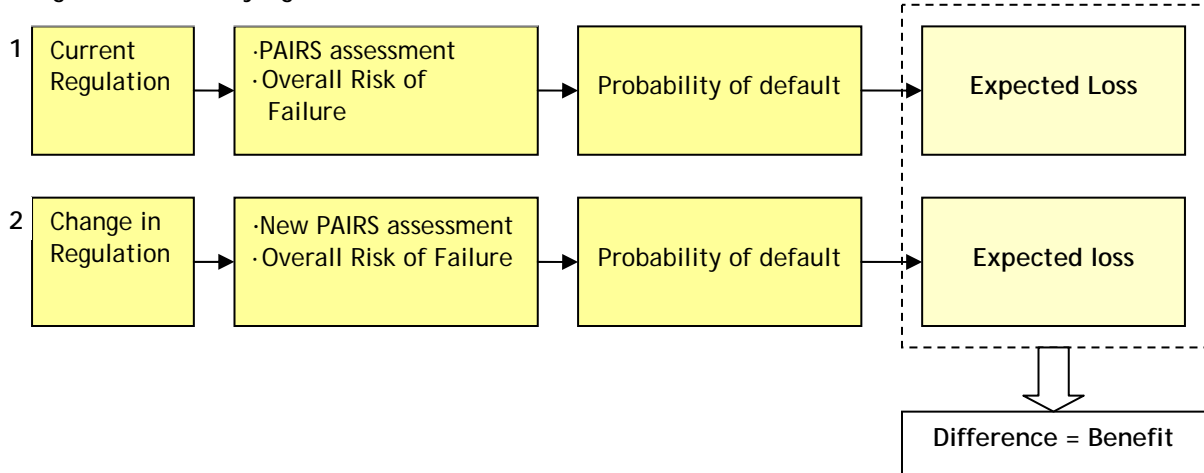 1
Current
Regulation
·PAIRS assessment
·Overall Risk of
Failure
Probability of default
Expected Loss
2
Change in
Regulation
·New PAIRS assessment
·Overall Risk of Failure
Probability of default
Expected loss
Difference = Benefit